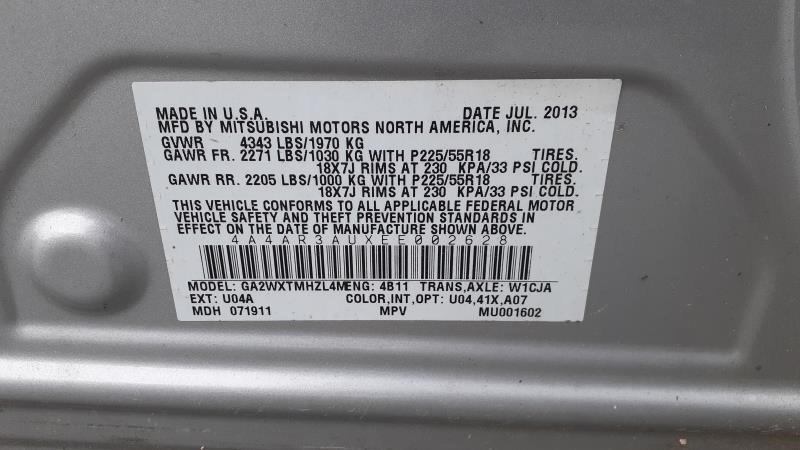 MADE IN U.S.A. DATE JUL. 2013
MFD BY MITSUBISHI MOTORS NORTH AMERICA, INC.
GVWR 4343 LBS/1970 KG
GAWR FR. 2271 LBS/1030 KG WITH P225/55R18 TIRES.
18X7J RIMS AT 230 KPA/33 PSI COLD.
GAWR RR. 2205 LBS/1000 KG WITH P225/55R18 TIRES.
18X7J RIMS AT 230 KPA/33 PSI COLD.
THIS VEHICLE CONFORMS TO ALL APPLICABLE FEDERAL MOTOR
VEHICLE SAFETY AND THEFT PREVENTION STANDARDS IN
EFFECT ON THE DATE OF MANUFACTURE SHOWN ABOVE.
4A4AR3AUXEE002628
MODEL: GA2WXTMHZL4MENG: 4B11 TRANS,AXLE: W1CJA
EXT: U04A COLOR,INT,OPT: U04,41X,A07
MDH 071911 MPV MU001602